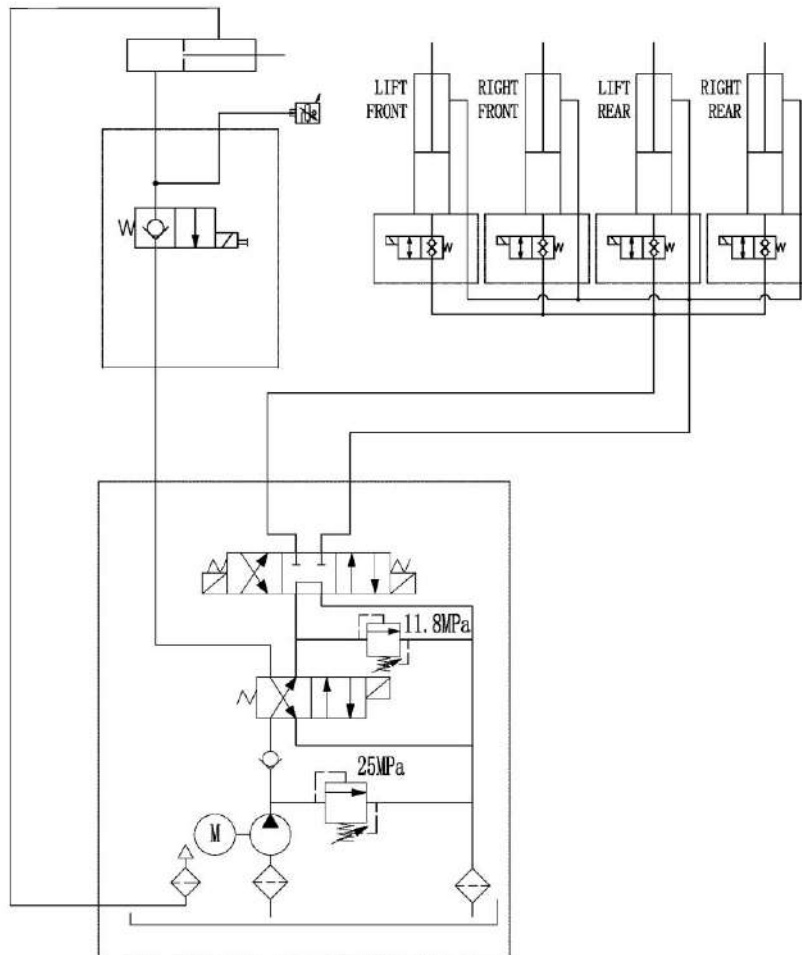 LIFT
FRONT
RIGHT
FRONT
LIFT
REAR
RIGHT
REAR
11.8MPa
25MPa
M